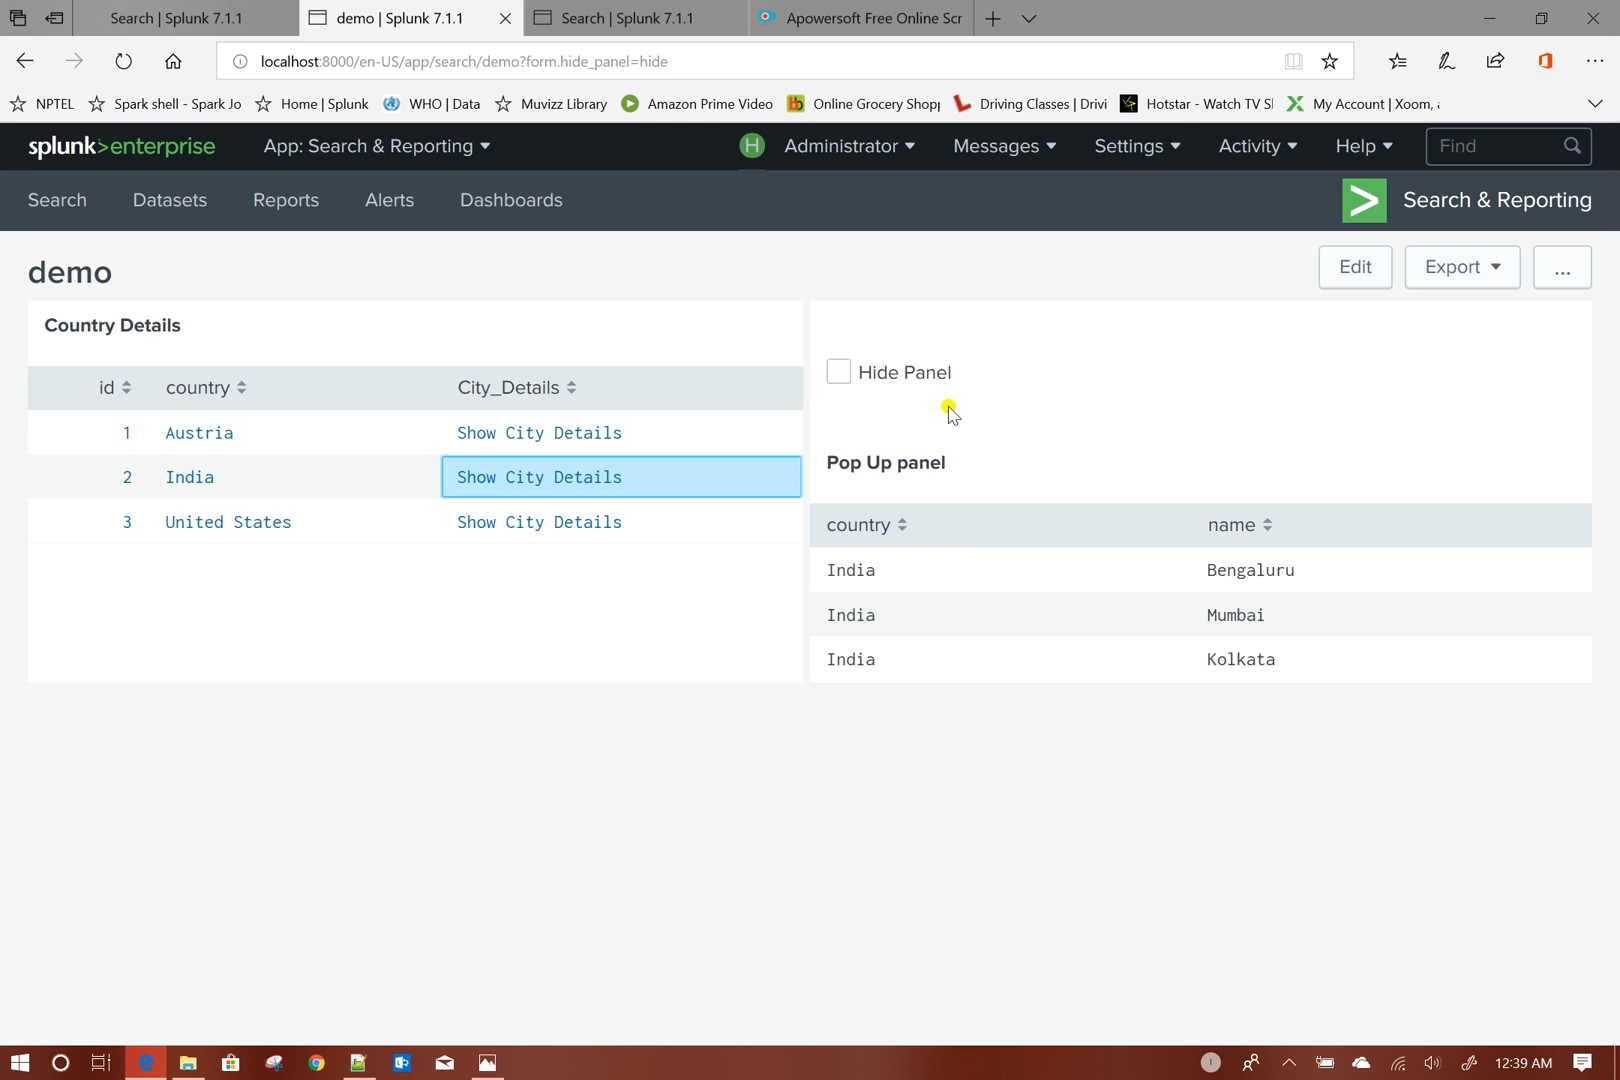 Search | Splunk 7.1.1
demo | Splunk 7.1.1
Search | Splunk 7.1.1
Apowersoft Free Online Scr
localhost:8000/en-US/app/search/demo?form.hide_panel=hide
NPTEL
Spark shell - Spark Jo
Home | Splunk
WHO | Data
Muvizz Library
Amazon Prime Video
Online Grocery Shopp
Driving Classes | Drivi
Hotstar - Watch TV S
My Account | Xoom,
splunk>enterprise
App: Search & Reporting
H
Administrator
Messages
Settings
Activity
Help
Find
Search
Datasets
Reports
Alerts
Dashboards
Search & Reporting
demo
Edit
Export
...
Country Details
id country City_Details
1 Austria Show City Details
2 India Show City Details
3 United States Show City Details
Hide Panel
Pop Up panel
country name
India Bengaluru
India Mumbai
India Kolkata
12:39 AM